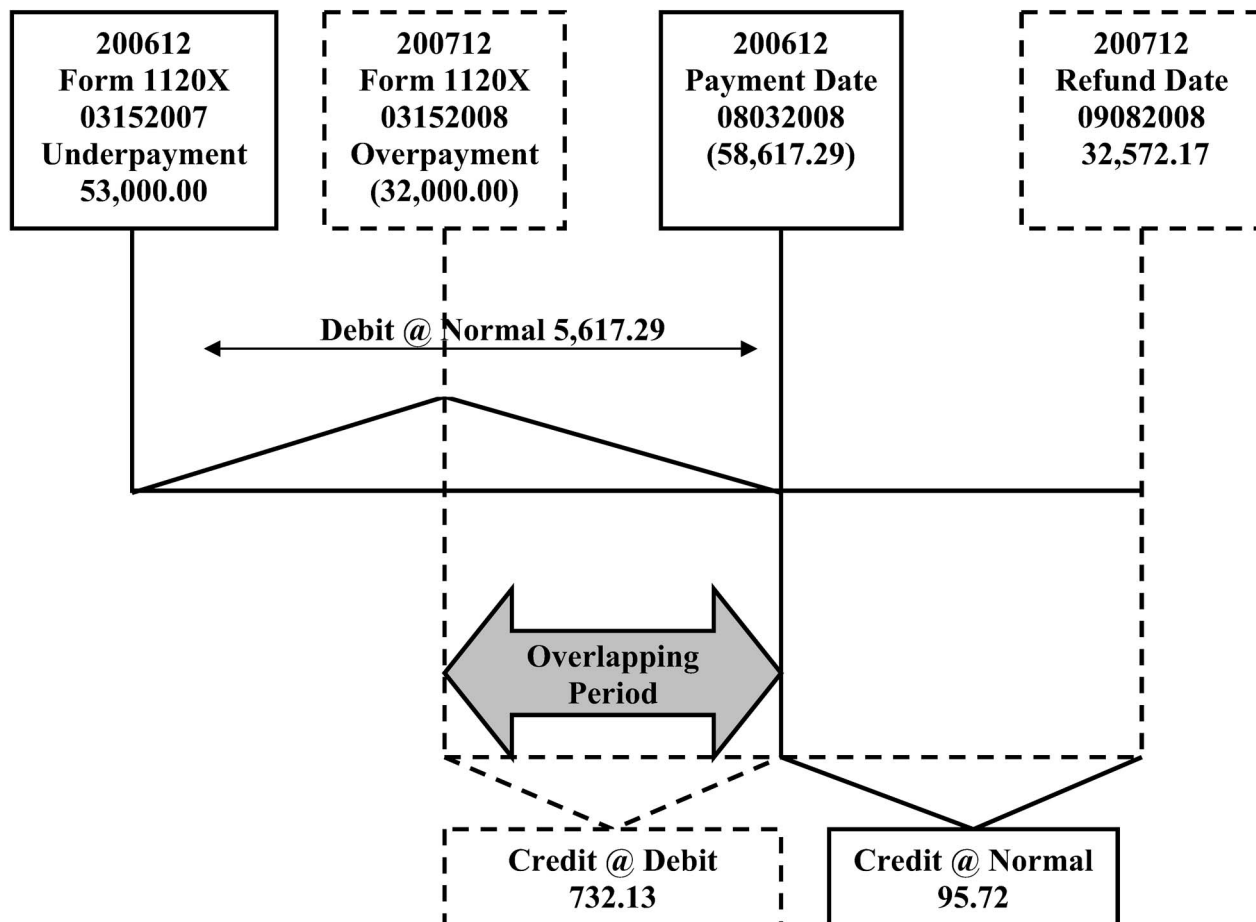 200612
Form 1120X
03152007
Underpayment
53,000.00
200712
Form 1120X
03152008
Overpayment
(32,000.00)
200612
Payment Date
08032008
(58,617.29)
200712
Refund Date
09082008
32,572.17
Debit @ Normal 5,617.29
Overlapping
Period
Credit @ Debit
732.13
Credit @ Normal
95.72